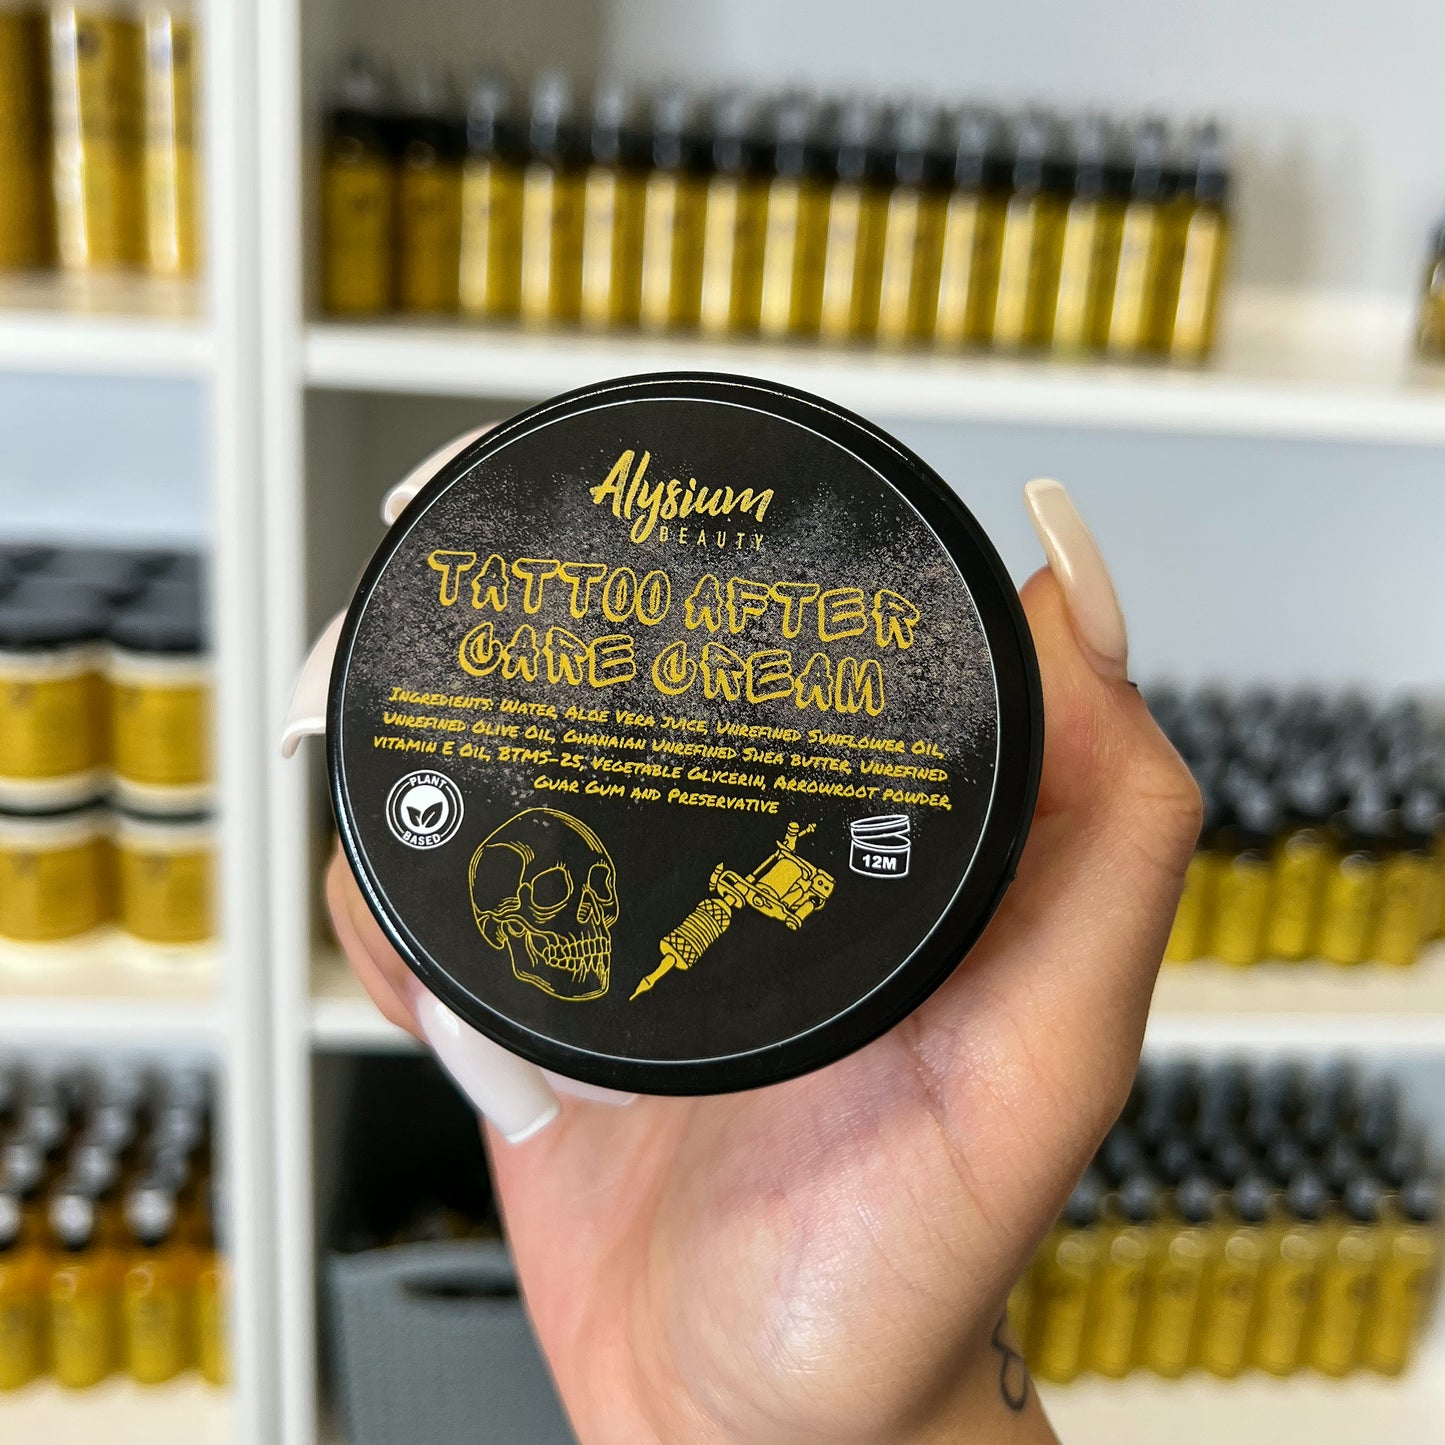 Alysium
BEAUTY
TATTOO AFTER
CARE CREAM
Ingredients: Water, Aloe Vera juice, Unrefined Sunflower Oil,
Unrefined Olive Oil, Ghanaian Unrefined Shea butter, Unrefined
vitamin E Oil, BTMS-25, Vegetable Glycerin, Arrowroot powder,
Guar Gum and Preservative
PLANT
BASED
12M